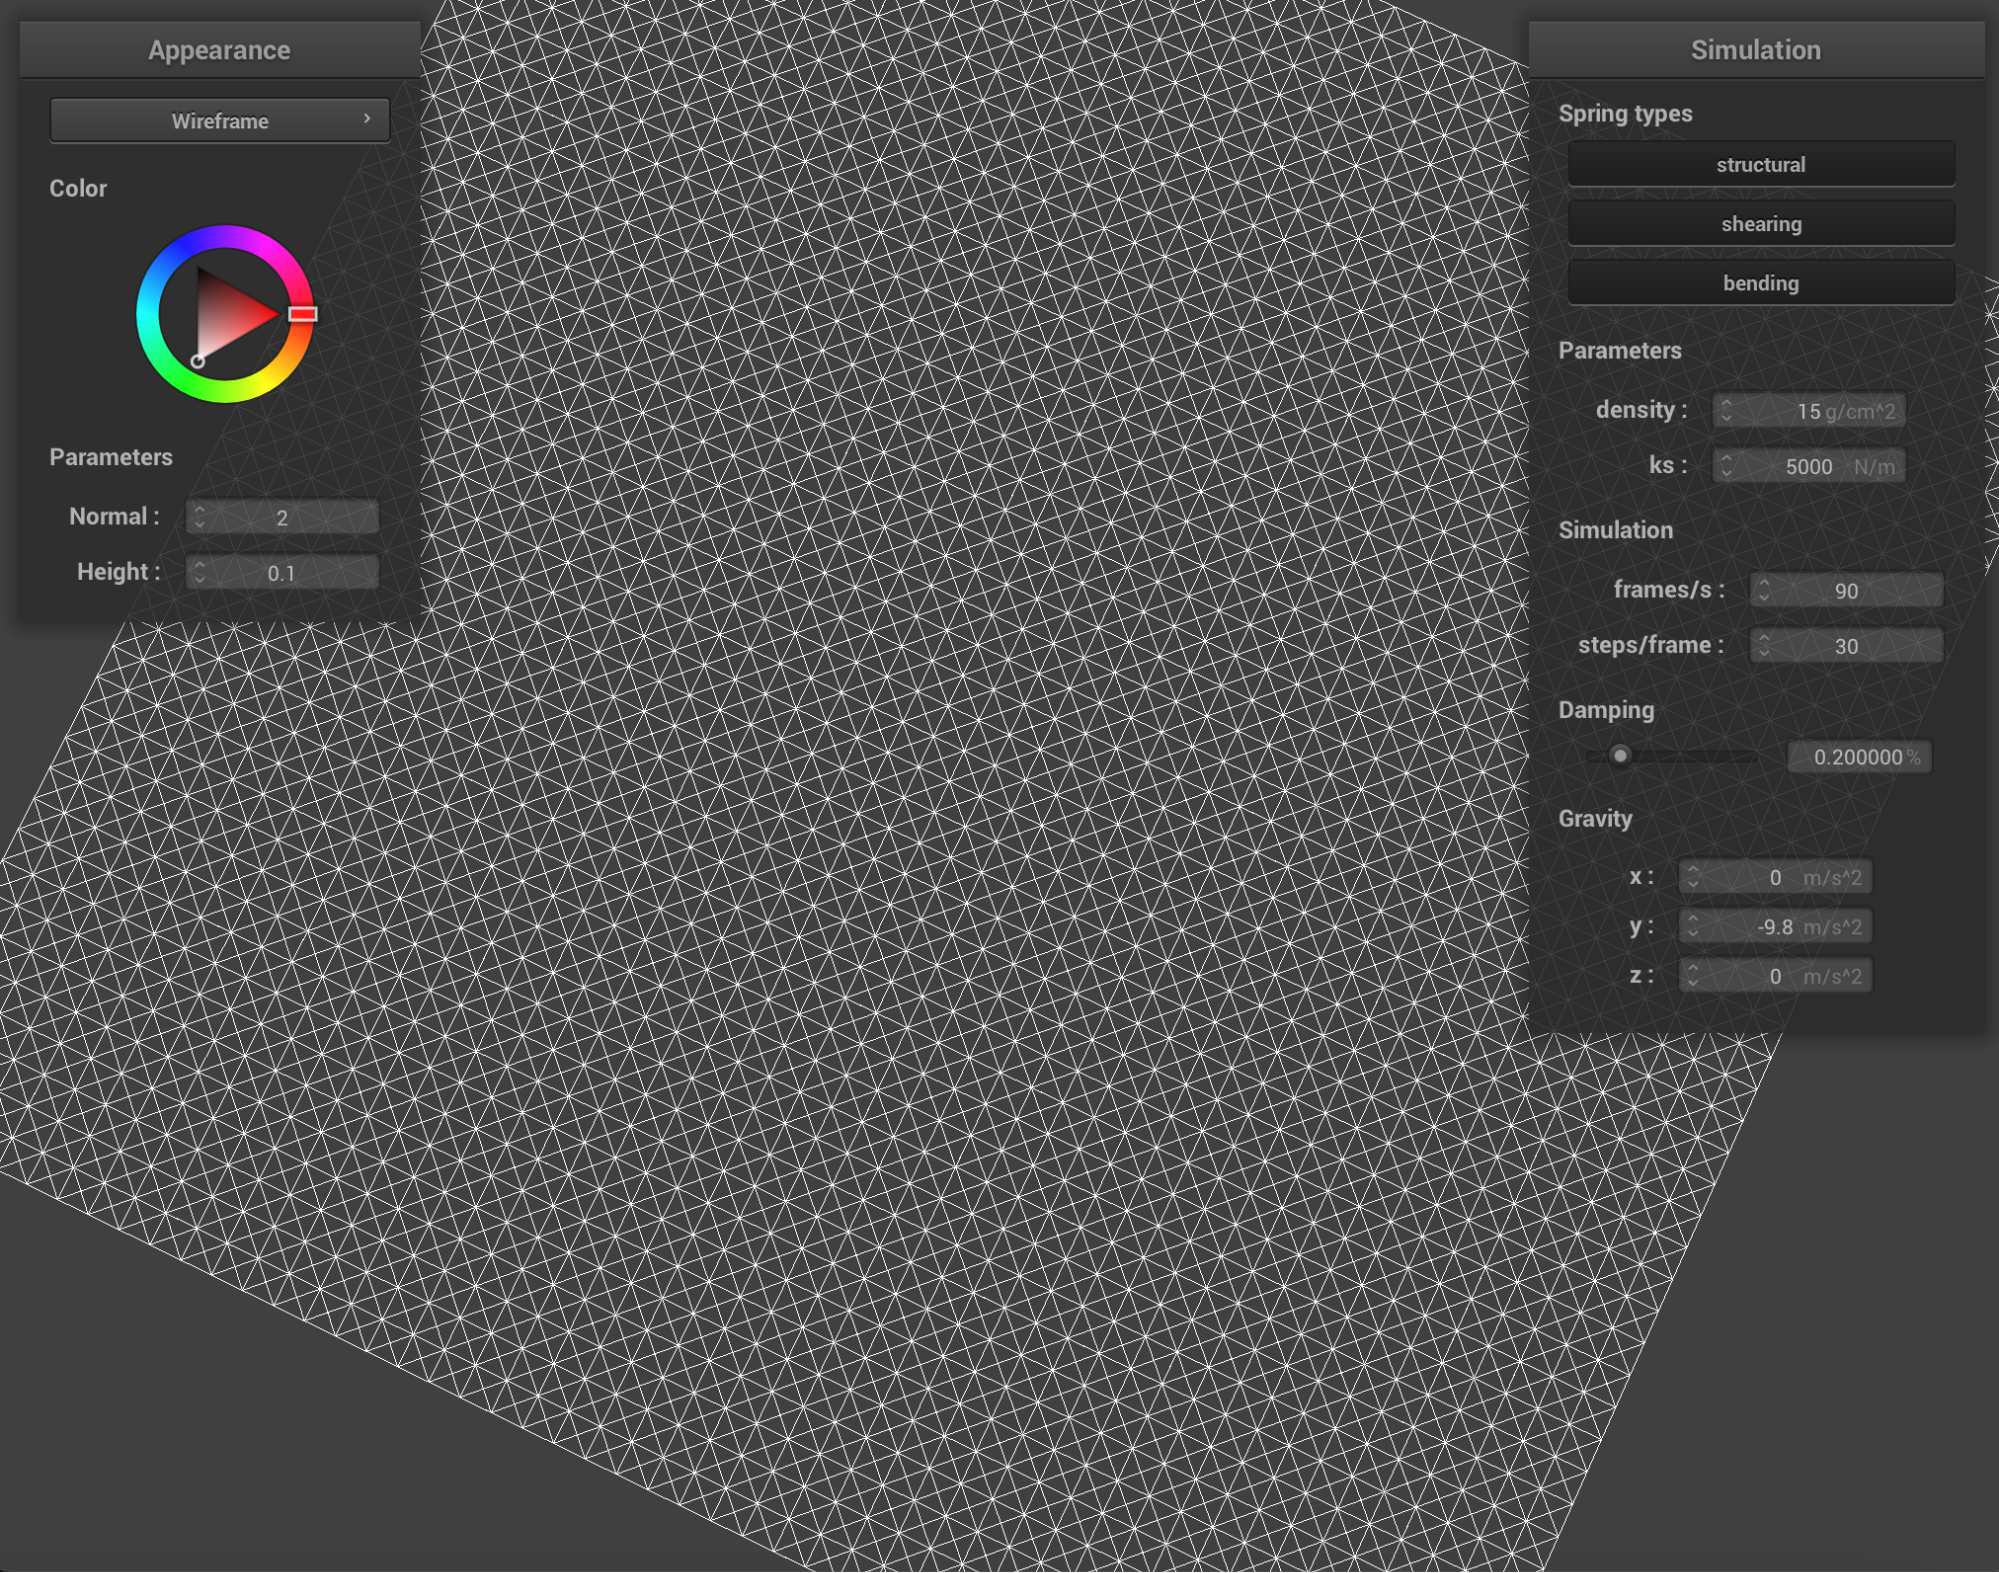 Appearance
Wireframe
Color
Parameters
Normal : 2
Height : 0.1
Simulation
Spring types
structural
shearing
bending
Parameters
density : 15 g/cm^2
ks : 5000 N/m
Simulation
frames/s : 90
steps/frame : 30
Damping
0.200000 %
Gravity
x : 0 m/s^2
y : -9.8 m/s^2
z : 0 m/s^2